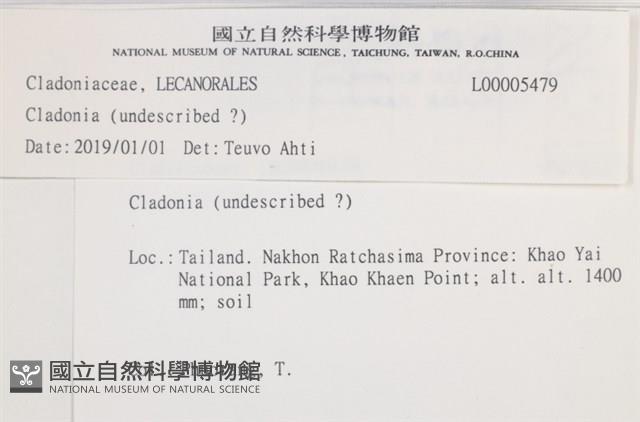 國立自然科學博物館
NATIONAL MUSEUM OF NATURAL SCIENCE, TAICHUNG, TAIWAN, R.O.CHINA
Cladoniaceae, LECANORALES L00005479
Cladonia (undescribed ?)
Date:2019/01/01 Det:Teuvo Ahti
Cladonia (undescribed ?)
Loc.:Tailand. Nakhon Ratchasima Province: Khao Yai
National Park, Khao Khaen Point; alt. alt. 1400
mm; soil
, T.
國立自然科學博物館
NATIONAL MUSEUM OF NATURAL SCIENCE